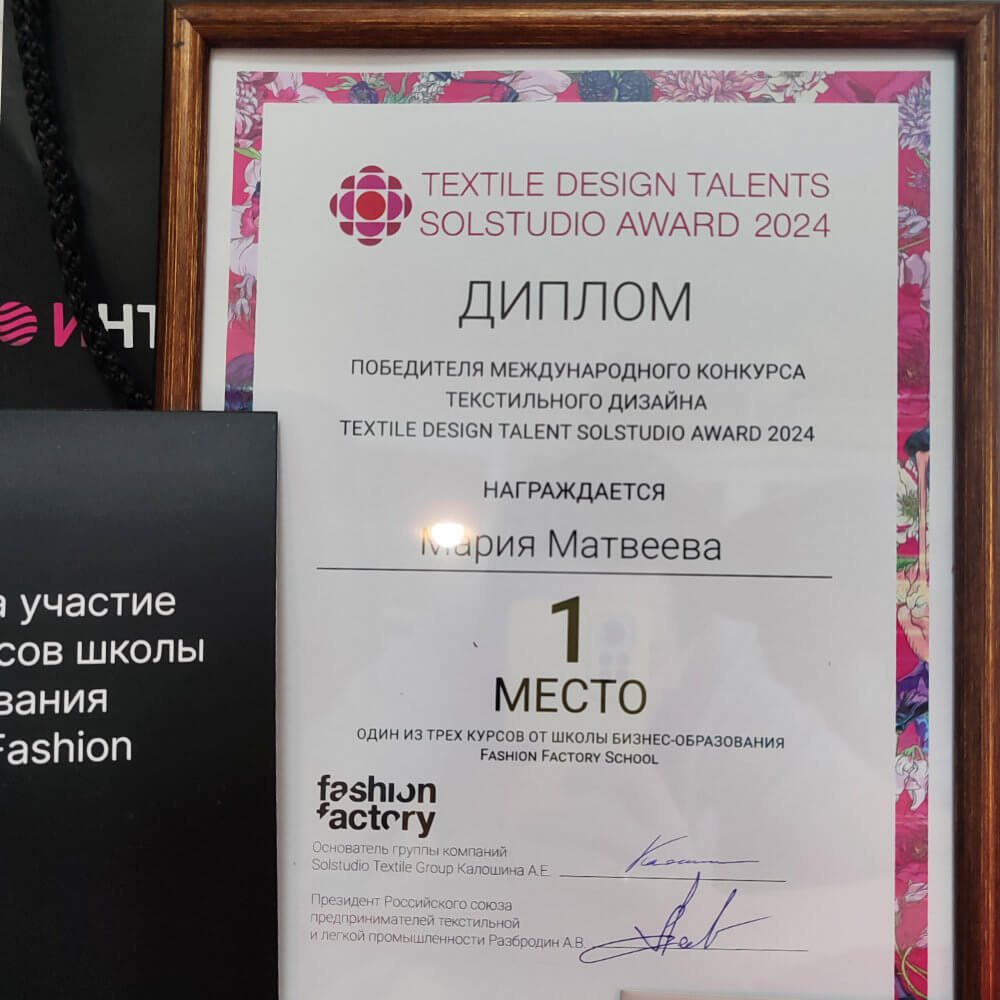 TEXTILE DESIGN TALENTS
SOLSTUDIO AWARD 2024
ДИПЛОМ
ПОБЕДИТЕЛЯ МЕЖДУНАРОДНОГО КОНКУРСА
ТЕКСТИЛЬНОГО ДИЗАЙНА
TEXTILE DESIGN TALENT SOLSTUDIO AWARD 2024
НАГРАЖДАЕТСЯ
Мария Матвеева
1
МЕСТО
ОДИН ИЗ ТРЕХ КУРСОВ ОТ ШКОЛЫ БИЗНЕС-ОБРАЗОВАНИЯ
FASHION FACTORY SCHOOL
fashion
factory
Основатель группы компаний
Solstudio Textile Group Калошина А.Е.
Президент Российского союза
предпринимателей текстильной
и легкой промышленности Разбродин А.В.
ИНТ
а участие
сов школы
вания
Fashion